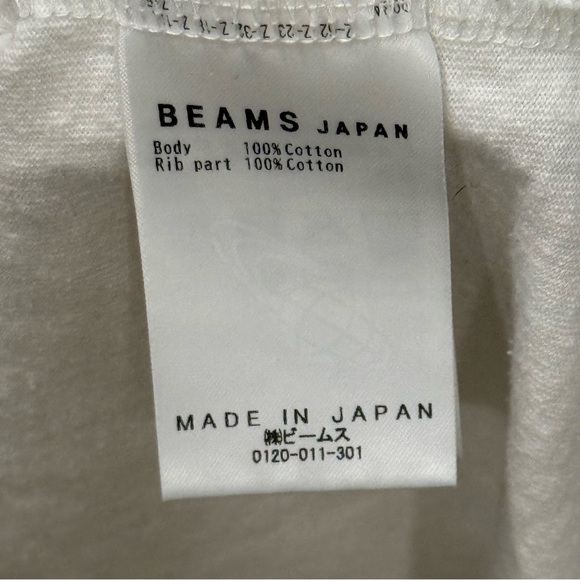 BEAMS JAPAN
Body 100%Cotton
Rib part 100%Cotton
MADE IN JAPAN
㈱ビームス
0120-011-301